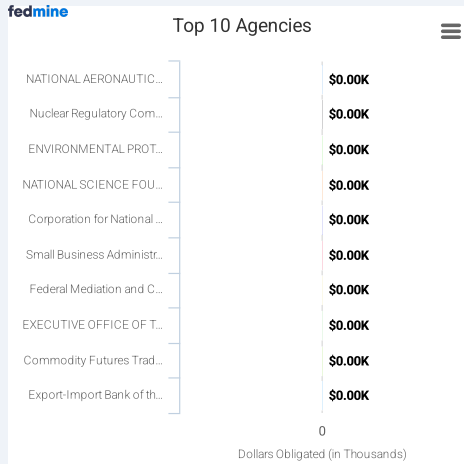 fedmine
Top 10 Agencies
NATIONAL AERONAUTIC... $0.00K
Nuclear Regulatory Com... $0.00K
ENVIRONMENTAL PROT... $0.00K
NATIONAL SCIENCE FOU... $0.00K
Corporation for National ... $0.00K
Small Business Administr... $0.00K
Federal Mediation and C... $0.00K
EXECUTIVE OFFICE OF T... $0.00K
Commodity Futures Trad... $0.00K
Export-Import Bank of th... $0.00K
0
Dollars Obligated (in Thousands)